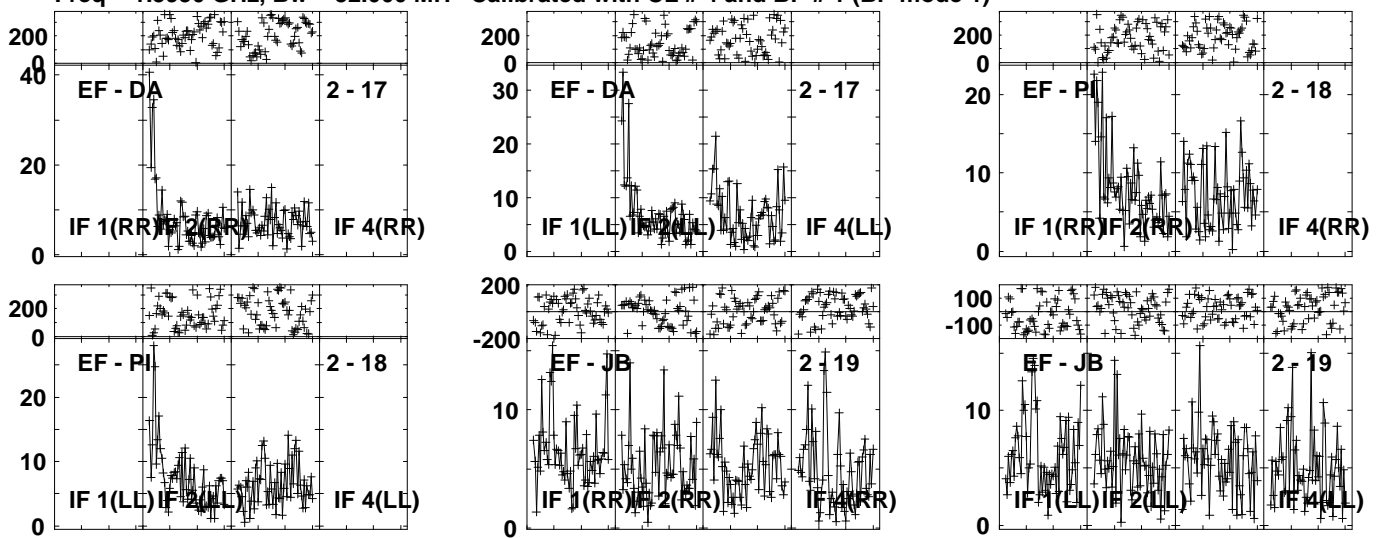 200
0
40
20
0
EF - DA
2 - 17
IF 1(RR) IF 2(RR)
IF 4(RR)
200
0
30
20
10
0
EF - DA
2 - 17
IF 1(LL) IF 2(LL)
IF 4(LL)
200
0
20
10
0
EF - PI
2 - 18
IF 1(RR) IF 2(RR)
IF 4(RR)
200
0
20
10
0
EF - PI
2 - 18
IF 1(LL) IF 2(LL)
IF 4(LL)
200
-200
10
0
EF - JB
2 - 19
IF 1(RR) IF 2(RR)
IF 4(RR)
100
-100
10
0
EF - JB
2 - 19
IF 1(LL) IF 2(LL)
IF 4(LL)